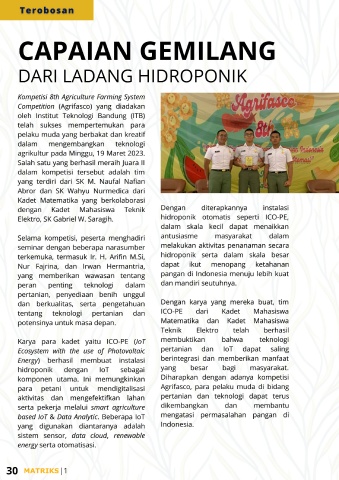 Terobosan
CAPAIAN GEMILANG
DARI LADANG HIDROPONIK
Kompetisi 8th Agriculture Farming System
Competition (Agrifasco) yang diadakan
oleh Institut Teknologi Bandung (ITB)
telah sukses mempertemukan para
pelaku muda yang berbakat dan kreatif
dalam mengembangkan teknologi
agrikultur pada Minggu, 19 Maret 2023.
Salah satu yang berhasil meraih Juara II
dalam kompetisi tersebut adalah tim
yang terdiri dari SK M. Naufal Nafian
Abror dan SK Wahyu Nurmedica dari
Kadet Matematika yang berkolaborasi
dengan Kadet Mahasiswa Teknik
Elektro, SK Gabriel W. Saragih.
Selama kompetisi, peserta menghadiri
seminar dengan beberapa narasumber
terkemuka, termasuk Ir. H. Arifin M.Si,
Nur Fajrina, dan Irwan Hermantria,
yang memberikan wawasan tentang
peran penting teknologi dalam
pertanian, penyediaan benih unggul
dan berkualitas, serta pengetahuan
tentang teknologi pertanian dan
potensinya untuk masa depan.
Karya para kadet yaitu ICO-PE (IoT
Ecosystem with the use of Photovoltaic
Energy) berhasil membuat instalasi
hidroponik dengan IoT sebagai
komponen utama. Ini memungkinkan
para petani untuk mendigitalisasi
aktivitas dan mengefektifkan lahan
serta pekerja melalui smart agriculture
based IoT & Data Analytic. Beberapa IoT
yang digunakan diantaranya adalah
sistem sensor, data cloud, renewable
energy serta otomatisasi.
Agrifasco
8th
Dengan diterapkannya instalasi
hidroponik otomatis seperti ICO-PE,
dalam skala kecil dapat menaikkan
antusiasme masyarakat dalam
melakukan aktivitas penanaman secara
hidroponik serta dalam skala besar
dapat ikut menopang ketahanan
pangan di Indonesia menuju lebih kuat
dan mandiri seutuhnya.
Dengan karya yang mereka buat, tim
ICO-PE dari Kadet Mahasiswa
Matematika dan Kadet Mahasiswa
Teknik Elektro telah berhasil
membuktikan bahwa teknologi
pertanian dan IoT dapat saling
berintegrasi dan memberikan manfaat
yang besar bagi masyarakat.
Diharapkan dengan adanya kompetisi
Agrifasco, para pelaku muda di bidang
pertanian dan teknologi dapat terus
dikembangkan dan membantu
mengatasi permasalahan pangan di
Indonesia.
30 MATRIKS | 1